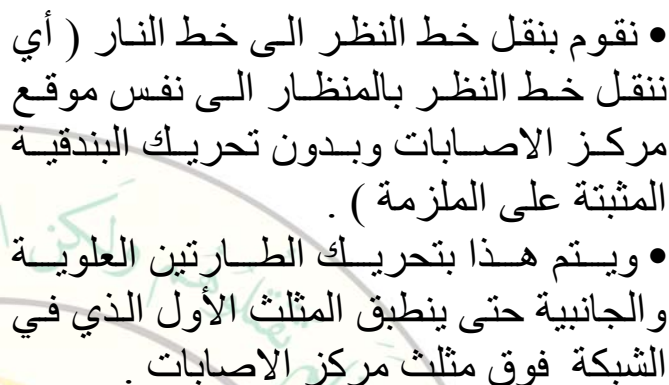 • نقوم بنقل خط النظر الى خط النار ( أي
ننقل خط النظر بالمنظار الى نفس موقع
مركز الاصابات وبدون تحريك البندقية
المثبتة على الملزمة ) .
• ويتم هذا بتحريك الطارتين العلوية
والجانبية حتى ينطبق المثلث الأول الذي في
الشبكة فوق مثلث مركز الاصابات .